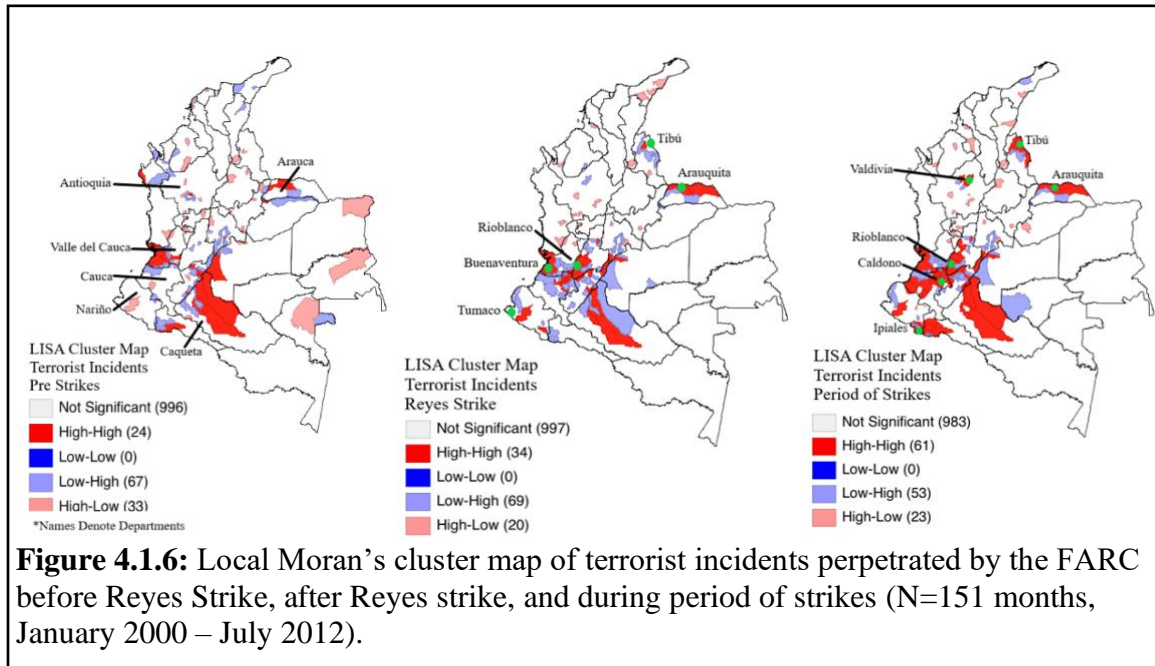 Antioquia
Arauca
Valle del Cauca
Cauca
Nariño
Caqueta
LISA Cluster Map
Terrorist Incidents
Pre Strikes
Not Significant (996)
High-High (24)
Low-Low (0)
Low-High (67)
High-Low (33)
*Names Denote Departments
Tibú
Arauquita
Rioblanco
Buenaventura
Tumaco
LISA Cluster Map
Terrorist Incidents
Reyes Strike
Not Significant (997)
High-High (34)
Low-Low (0)
Low-High (69)
High-Low (20)
Tibú
Valdivia
Arauquita
Rioblanco
Caldono
Ipiales
LISA Cluster Map
Terrorist Incidents
Period of Strikes
Not Significant (983)
High-High (61)
Low-Low (0)
Low-High (53)
High-Low (23)
Figure 4.1.6: Local Moran’s cluster map of terrorist incidents perpetrated by the FARC
before Reyes Strike, after Reyes strike, and during period of strikes (N=151 months,
January 2000 – July 2012).